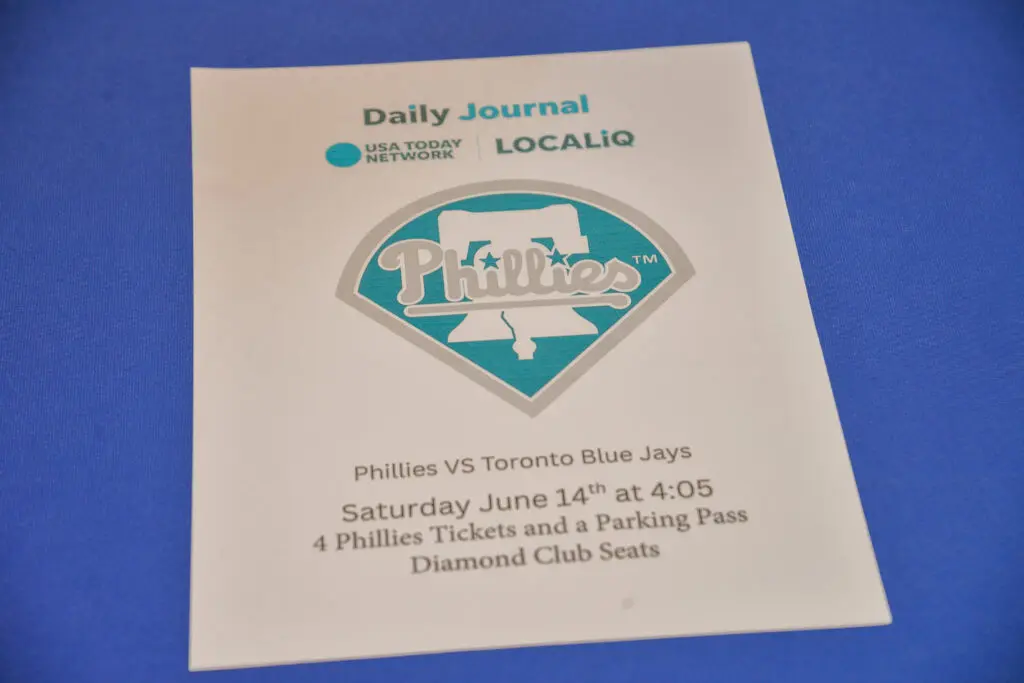 Daily Journal
USA TODAY
NETWORK
LOCALiQ
Phillies TM
Phillies VS Toronto Blue Jays
Saturday June 14th at 4:05
4 Phillies Tickets and a Parking Pass
Diamond Club Seats